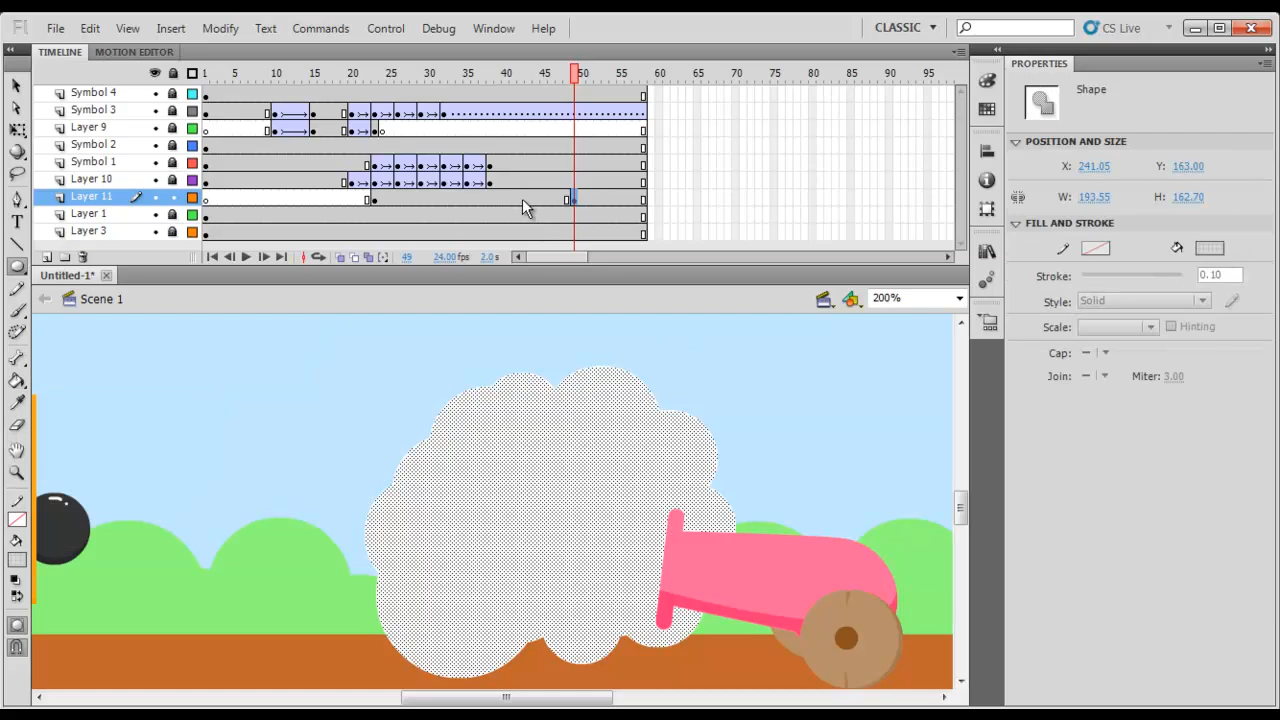 Fl File Edit View Insert Modify Text Commands Control Debug Window Help CLASSIC CS Live
TIMELINE MOTION EDITOR
1 5 10 15 20 25 30 35 40 45 50 55 60 65 70 75 80 85 90 95
Symbol 4
Symbol 3
Layer 9
Symbol 2
Symbol 1
Layer 10
Layer 11
Layer 1
Layer 3
49 24.00 fps 2.0 s
Untitled-1*
Scene 1 200%
PROPERTIES
Shape
POSITION AND SIZE
X: 241.05 Y: 163.00
W: 193.55 H: 162.70
FILL AND STROKE
Stroke: 0.10
Style: Solid
Scale: Hinting
Cap:
Join: Miter: 3.00